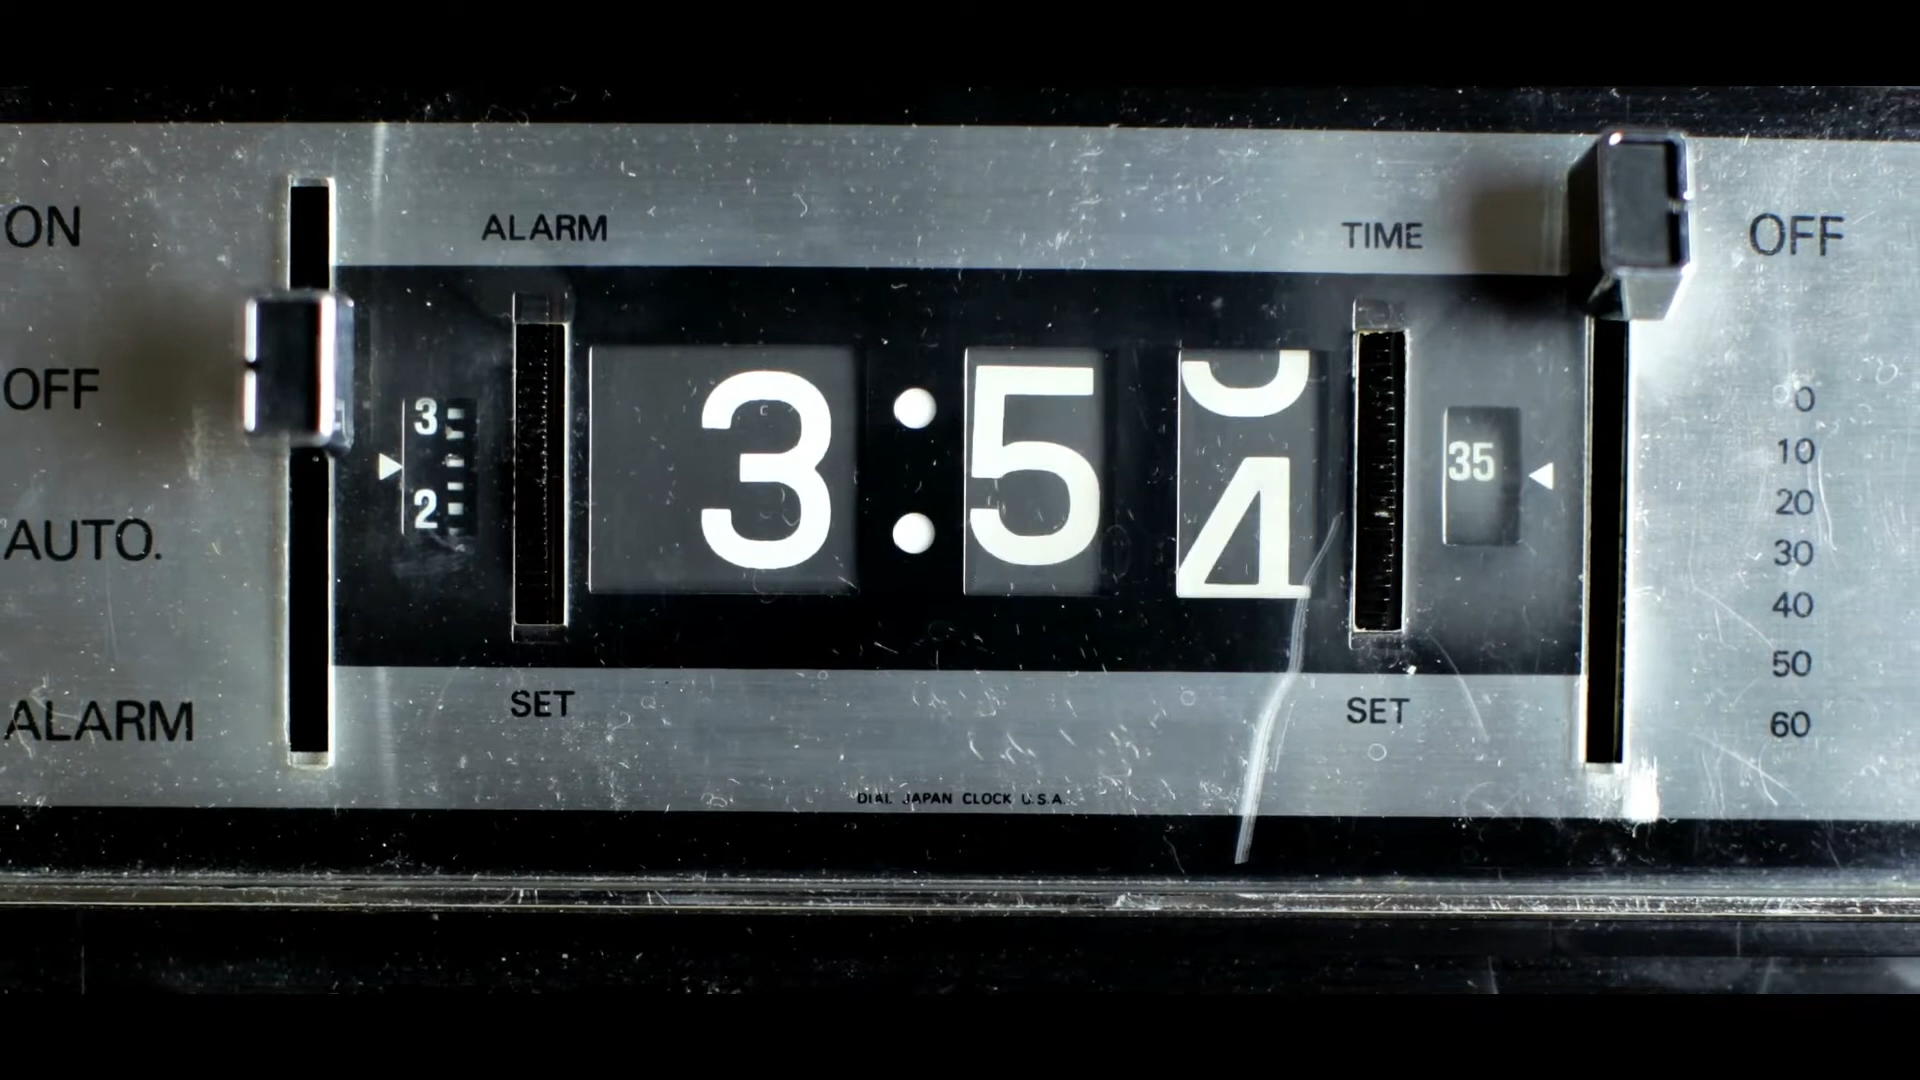 ON
OFF
AUTO.
ALARM
ALARM
TIME
OFF
3
2
3:5
4
35
0
10
20
30
40
50
60
SET
SET
DIAL JAPAN CLOCK U.S.A.